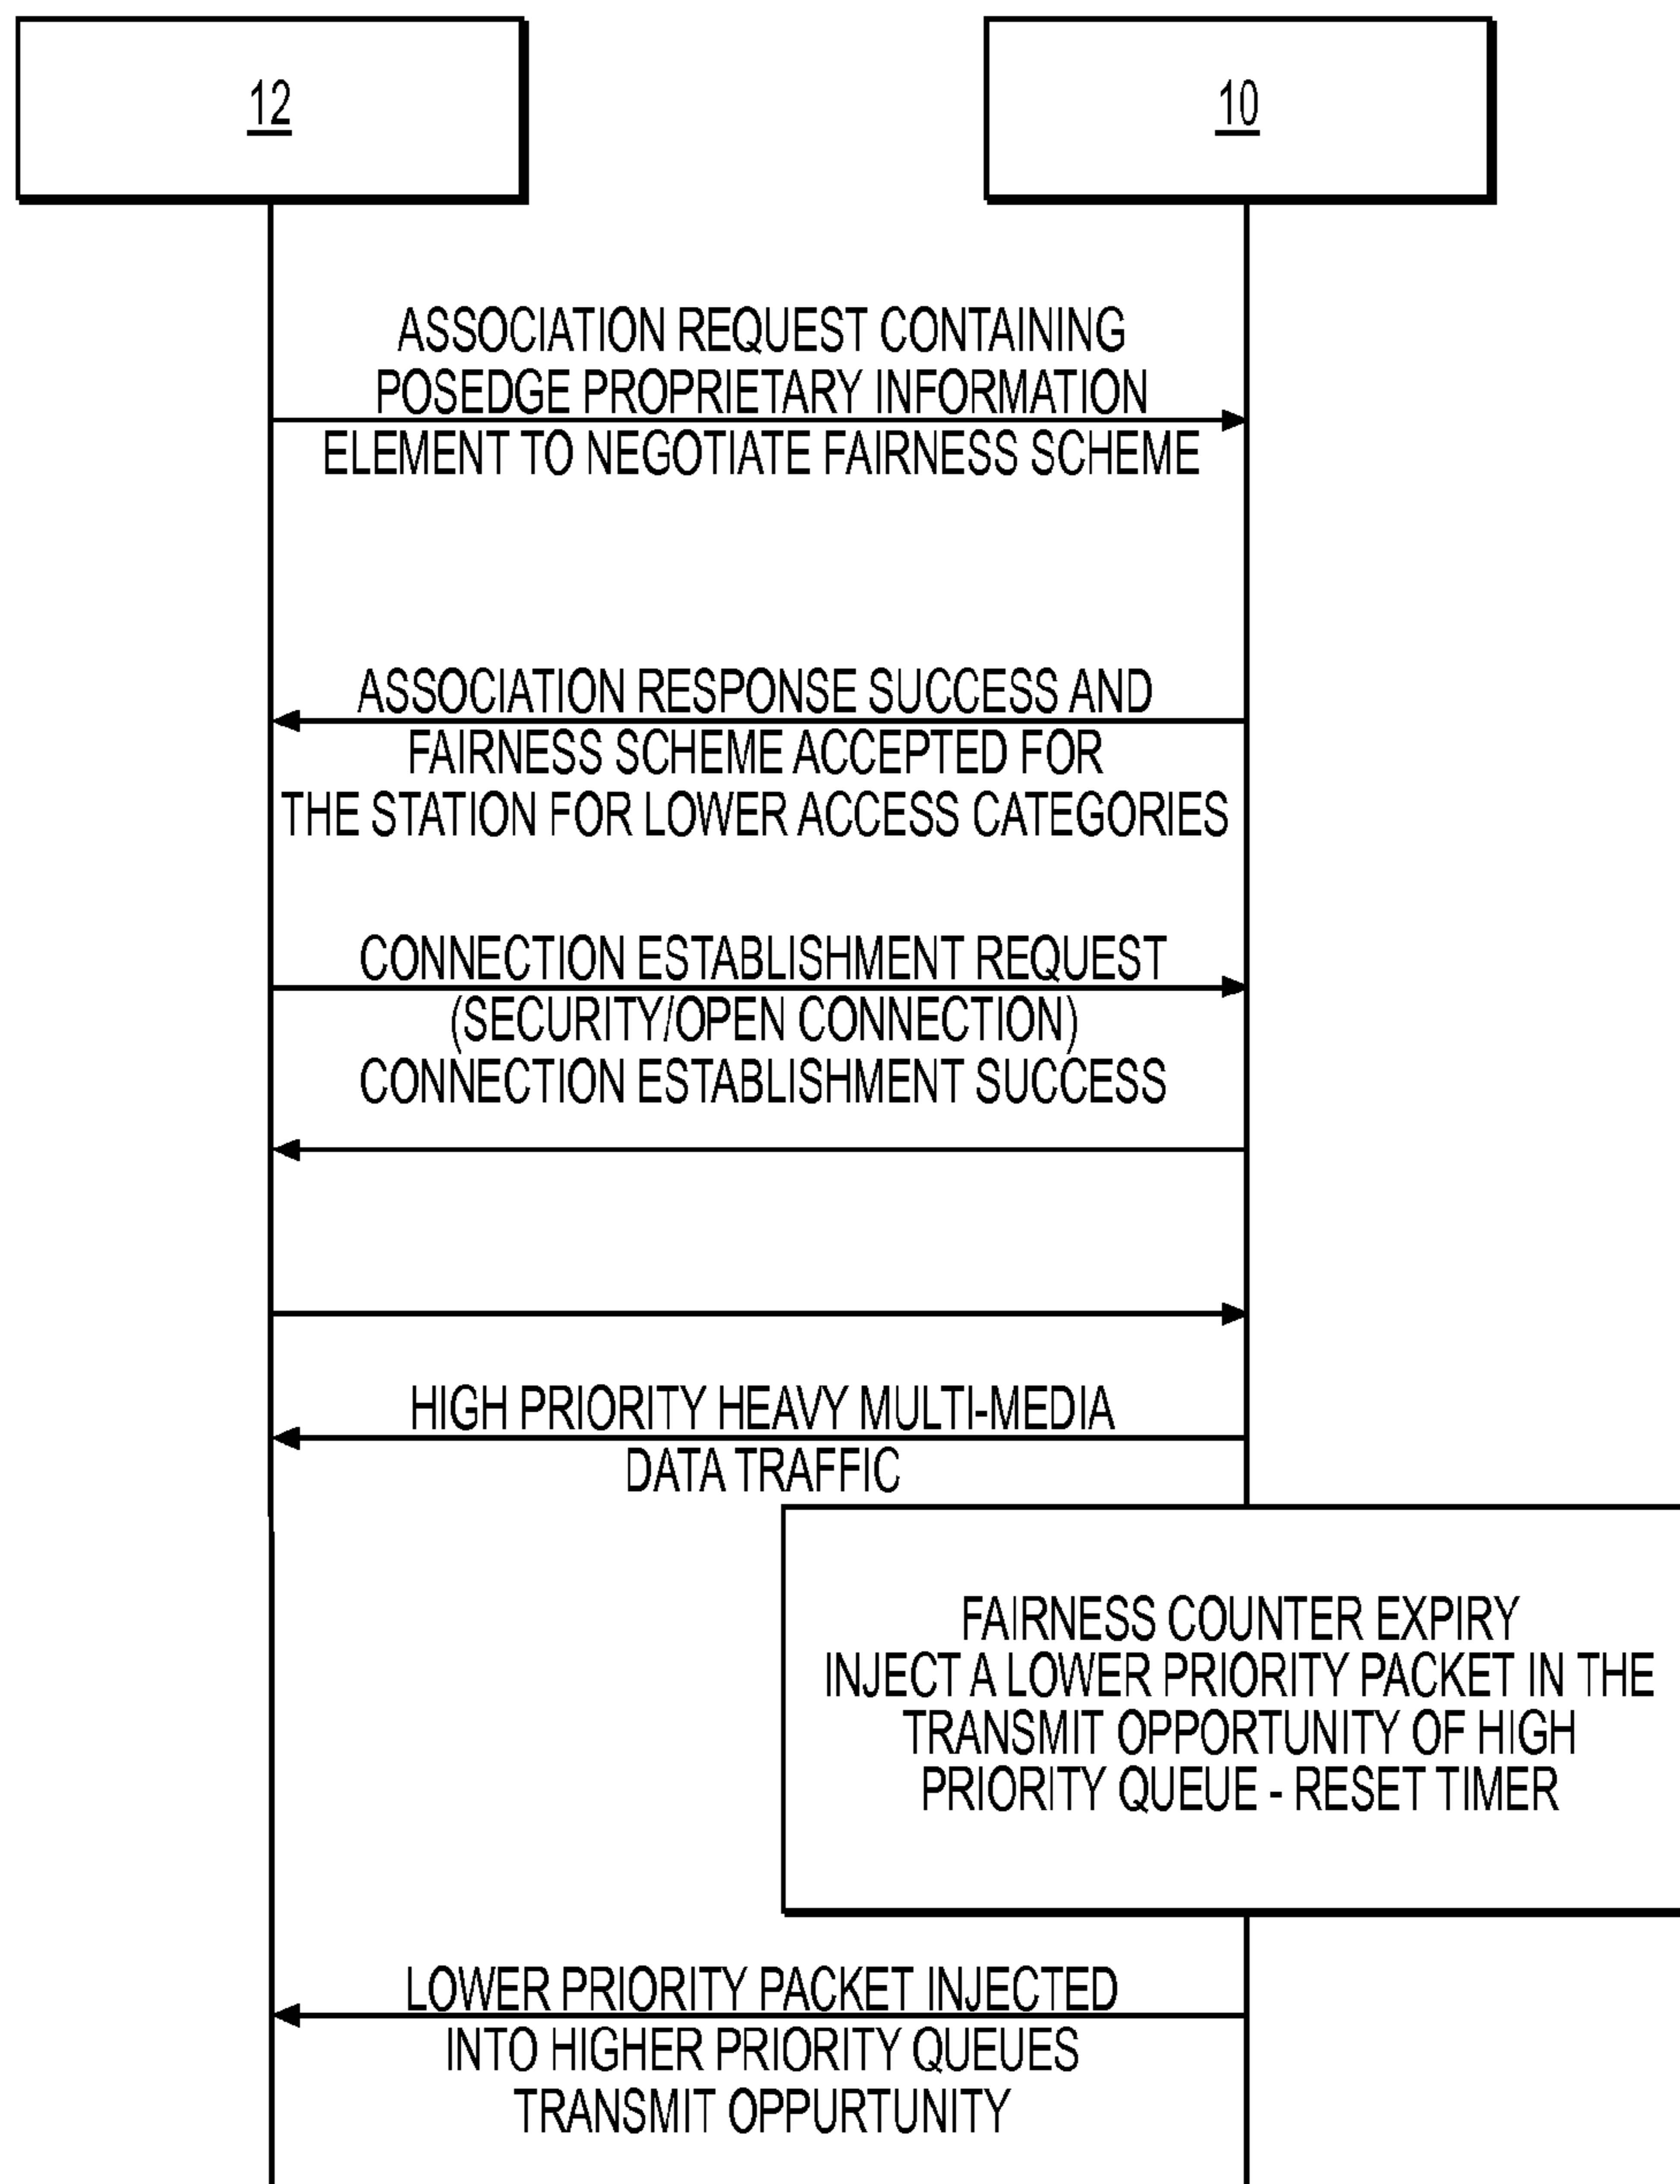 12
10
ASSOCIATION REQUEST CONTAINING
POSEDGE PROPRIETARY INFORMATION
ELEMENT TO NEGOTIATE FAIRNESS SCHEME
ASSOCIATION RESPONSE SUCCESS AND
FAIRNESS SCHEME ACCEPTED FOR
THE STATION FOR LOWER ACCESS CATEGORIES
CONNECTION ESTABLISHMENT REQUEST
(SECURITY/OPEN CONNECTION)
CONNECTION ESTABLISHMENT SUCCESS
HIGH PRIORITY HEAVY MULTI-MEDIA
DATA TRAFFIC
FAIRNESS COUNTER EXPIRY
INJECT A LOWER PRIORITY PACKET IN THE
TRANSMIT OPPORTUNITY OF HIGH
PRIORITY QUEUE - RESET TIMER
LOWER PRIORITY PACKET INJECTED
INTO HIGHER PRIORITY QUEUES
TRANSMIT OPPURTUNITY